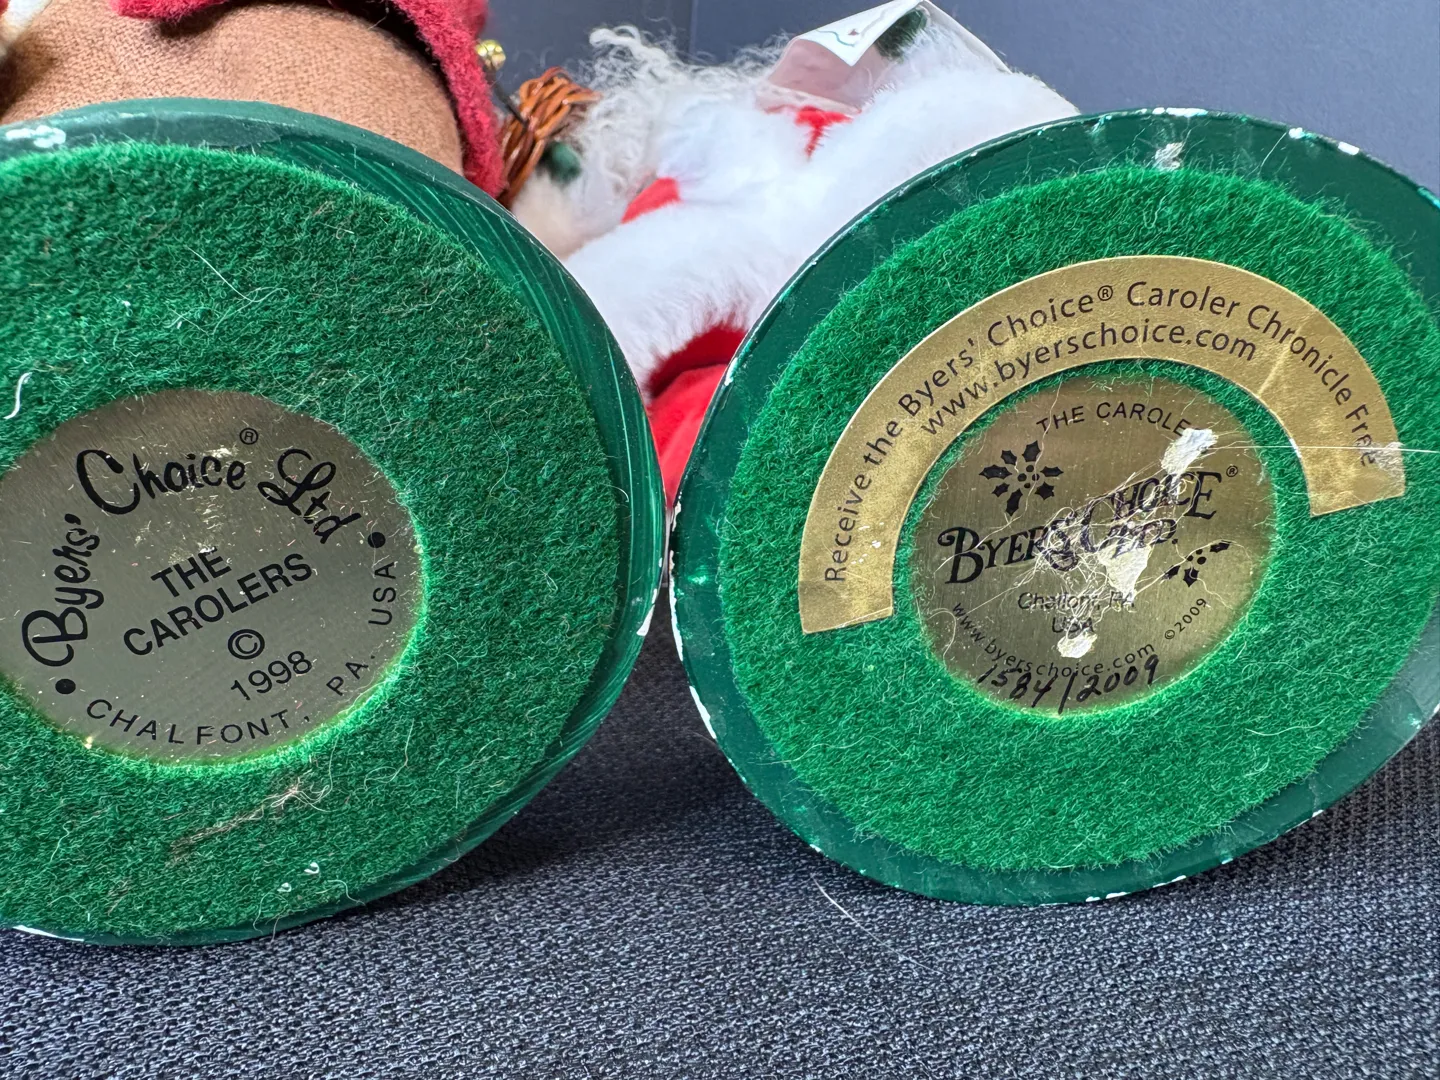 Byers' Choice® Ltd
THE
CAROLERS
©
1998
• CHALFONT, PA. USA •
Receive the Byers' Choice® Caroler Chronicle Free
www.byerschoice.com
THE CAROLE
BYERS' CHOICE®
LTD.
Chalfont, PA
USA
www.byerschoice.com ©2009
1584/2009